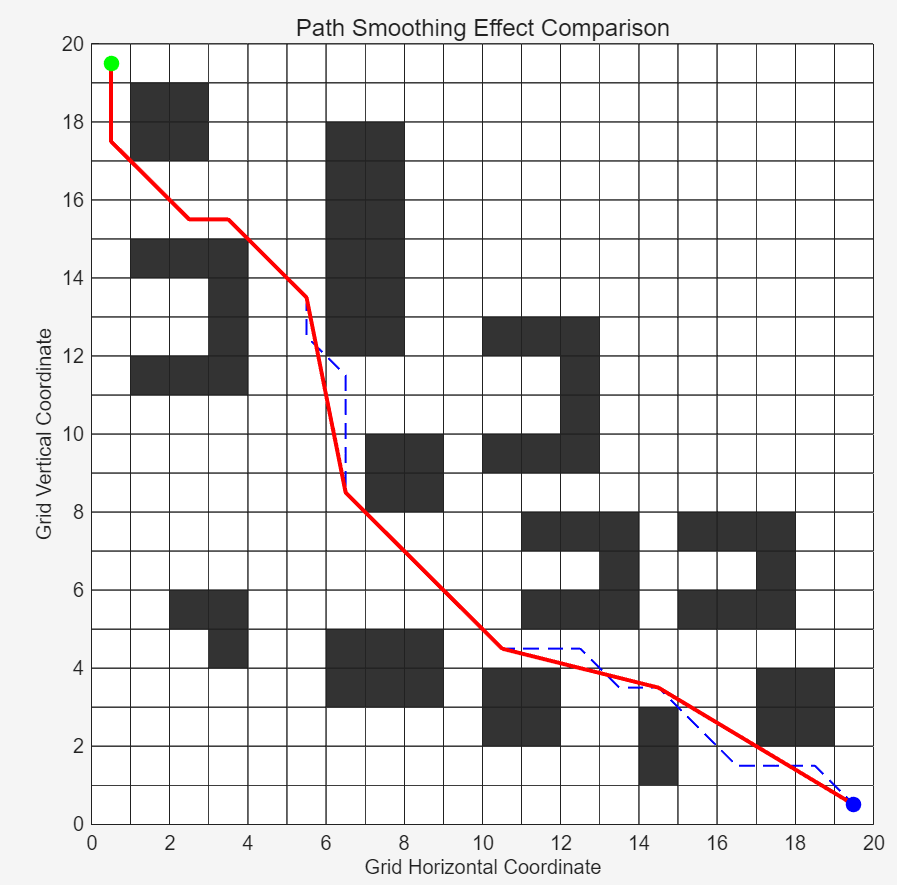 Path Smoothing Effect Comparison
20
18
16
14
12
10
8
6
4
2
0
Grid Vertical Coordinate
0 2 4 6 8 10 12 14 16 18 20
Grid Horizontal Coordinate